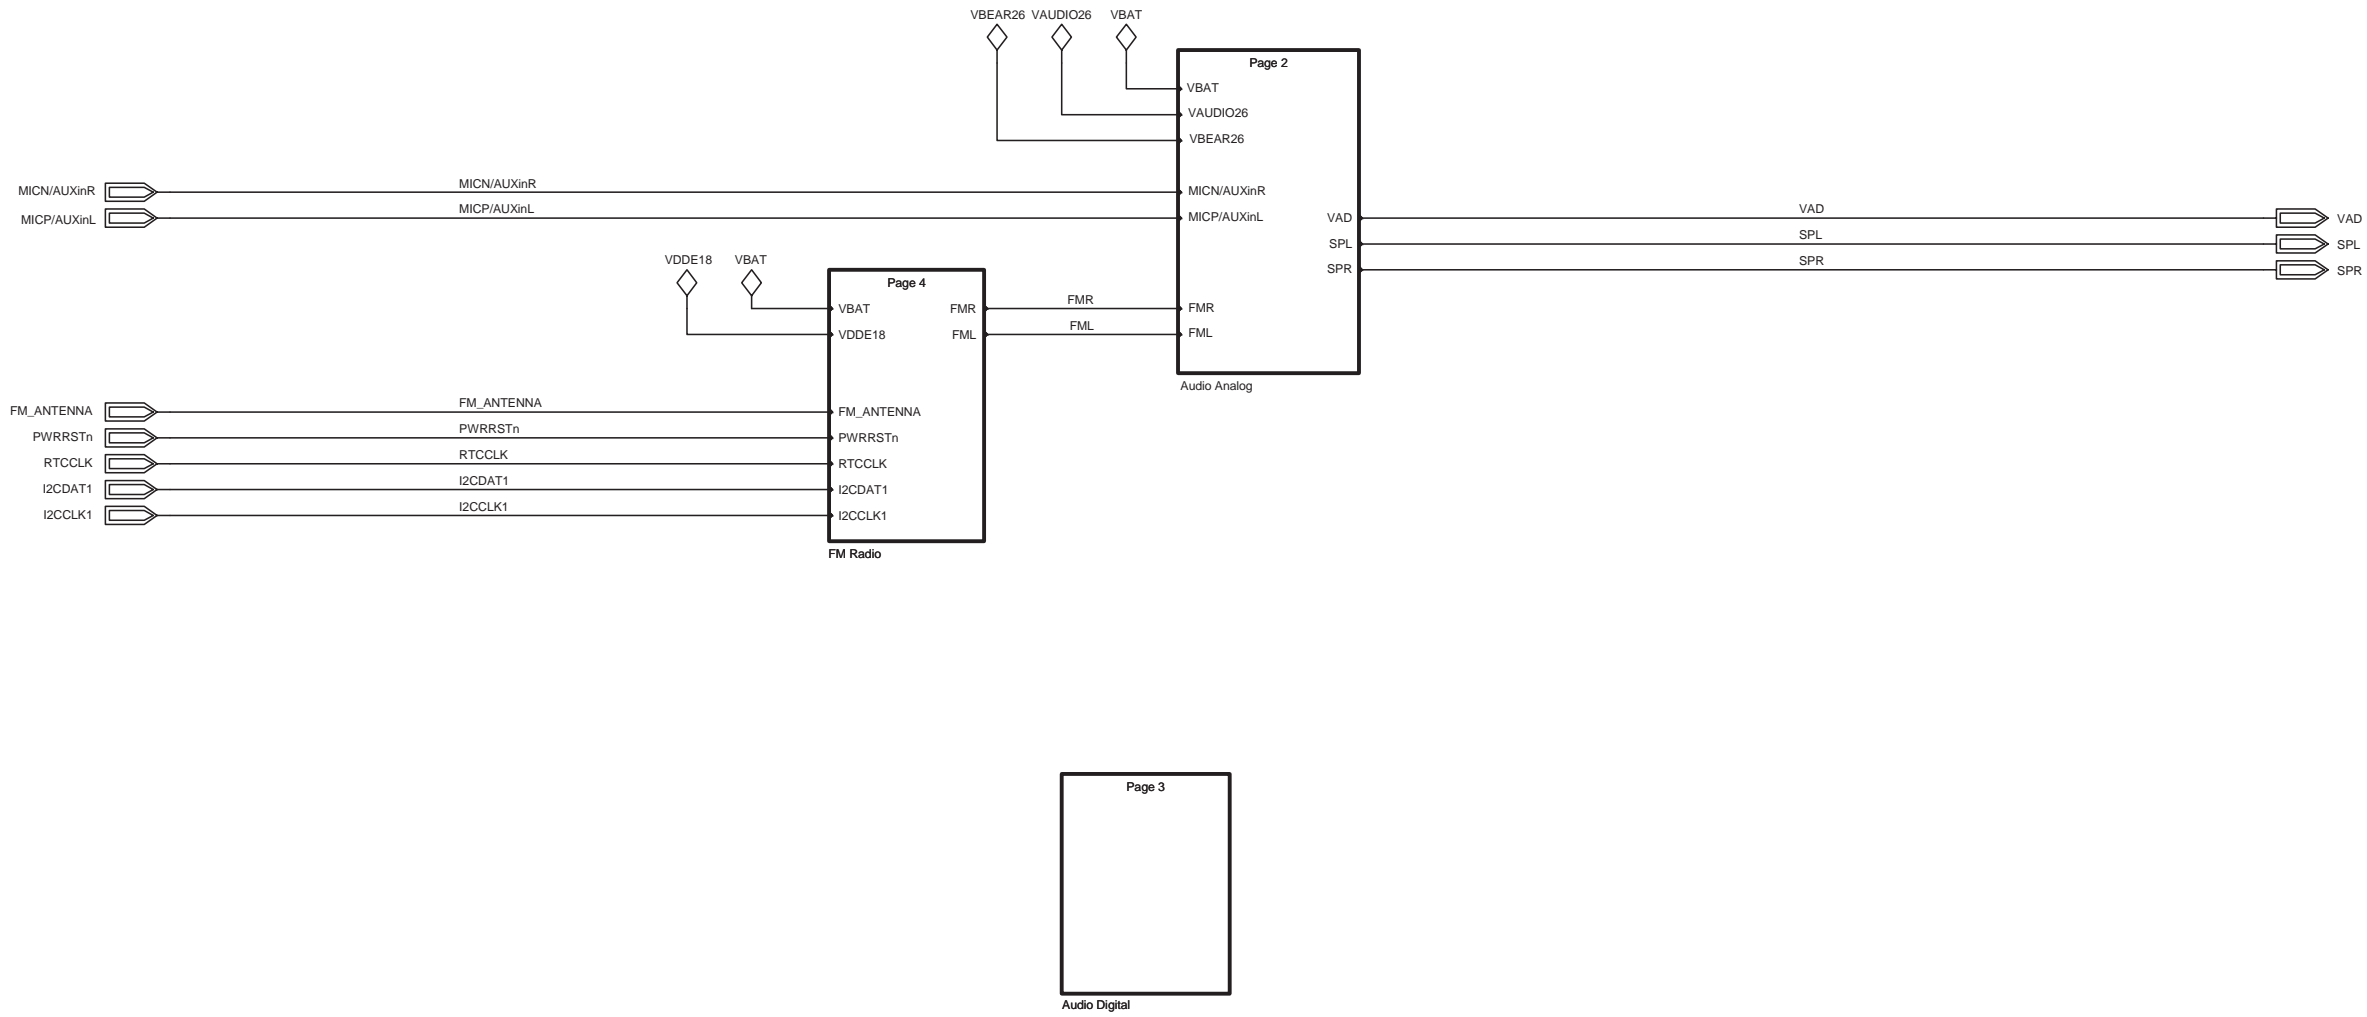 VBEAR26 VAUDIO26 VBAT
Page 2
VBAT
VAUDIO26
VBEAR26
MICN/AUXinR MICN/AUXinR MICN/AUXinR
MICP/AUXinL MICP/AUXinL MICP/AUXinL VAD VAD VAD
SPL SPL SPL
SPR SPR SPR
VDDE18 VBAT
Page 4
VBAT FMR FMR FMR
VDDE18 FML FML FML
Audio Analog
FM_ANTENNA FM_ANTENNA FM_ANTENNA
PWRRSTn PWRRSTn PWRRSTn
RTCCLK RTCCLK RTCCLK
I2CDAT1 I2CDAT1 I2CDAT1
I2CCLK1 I2CCLK1 I2CCLK1
FM Radio
Page 3
Audio Digital